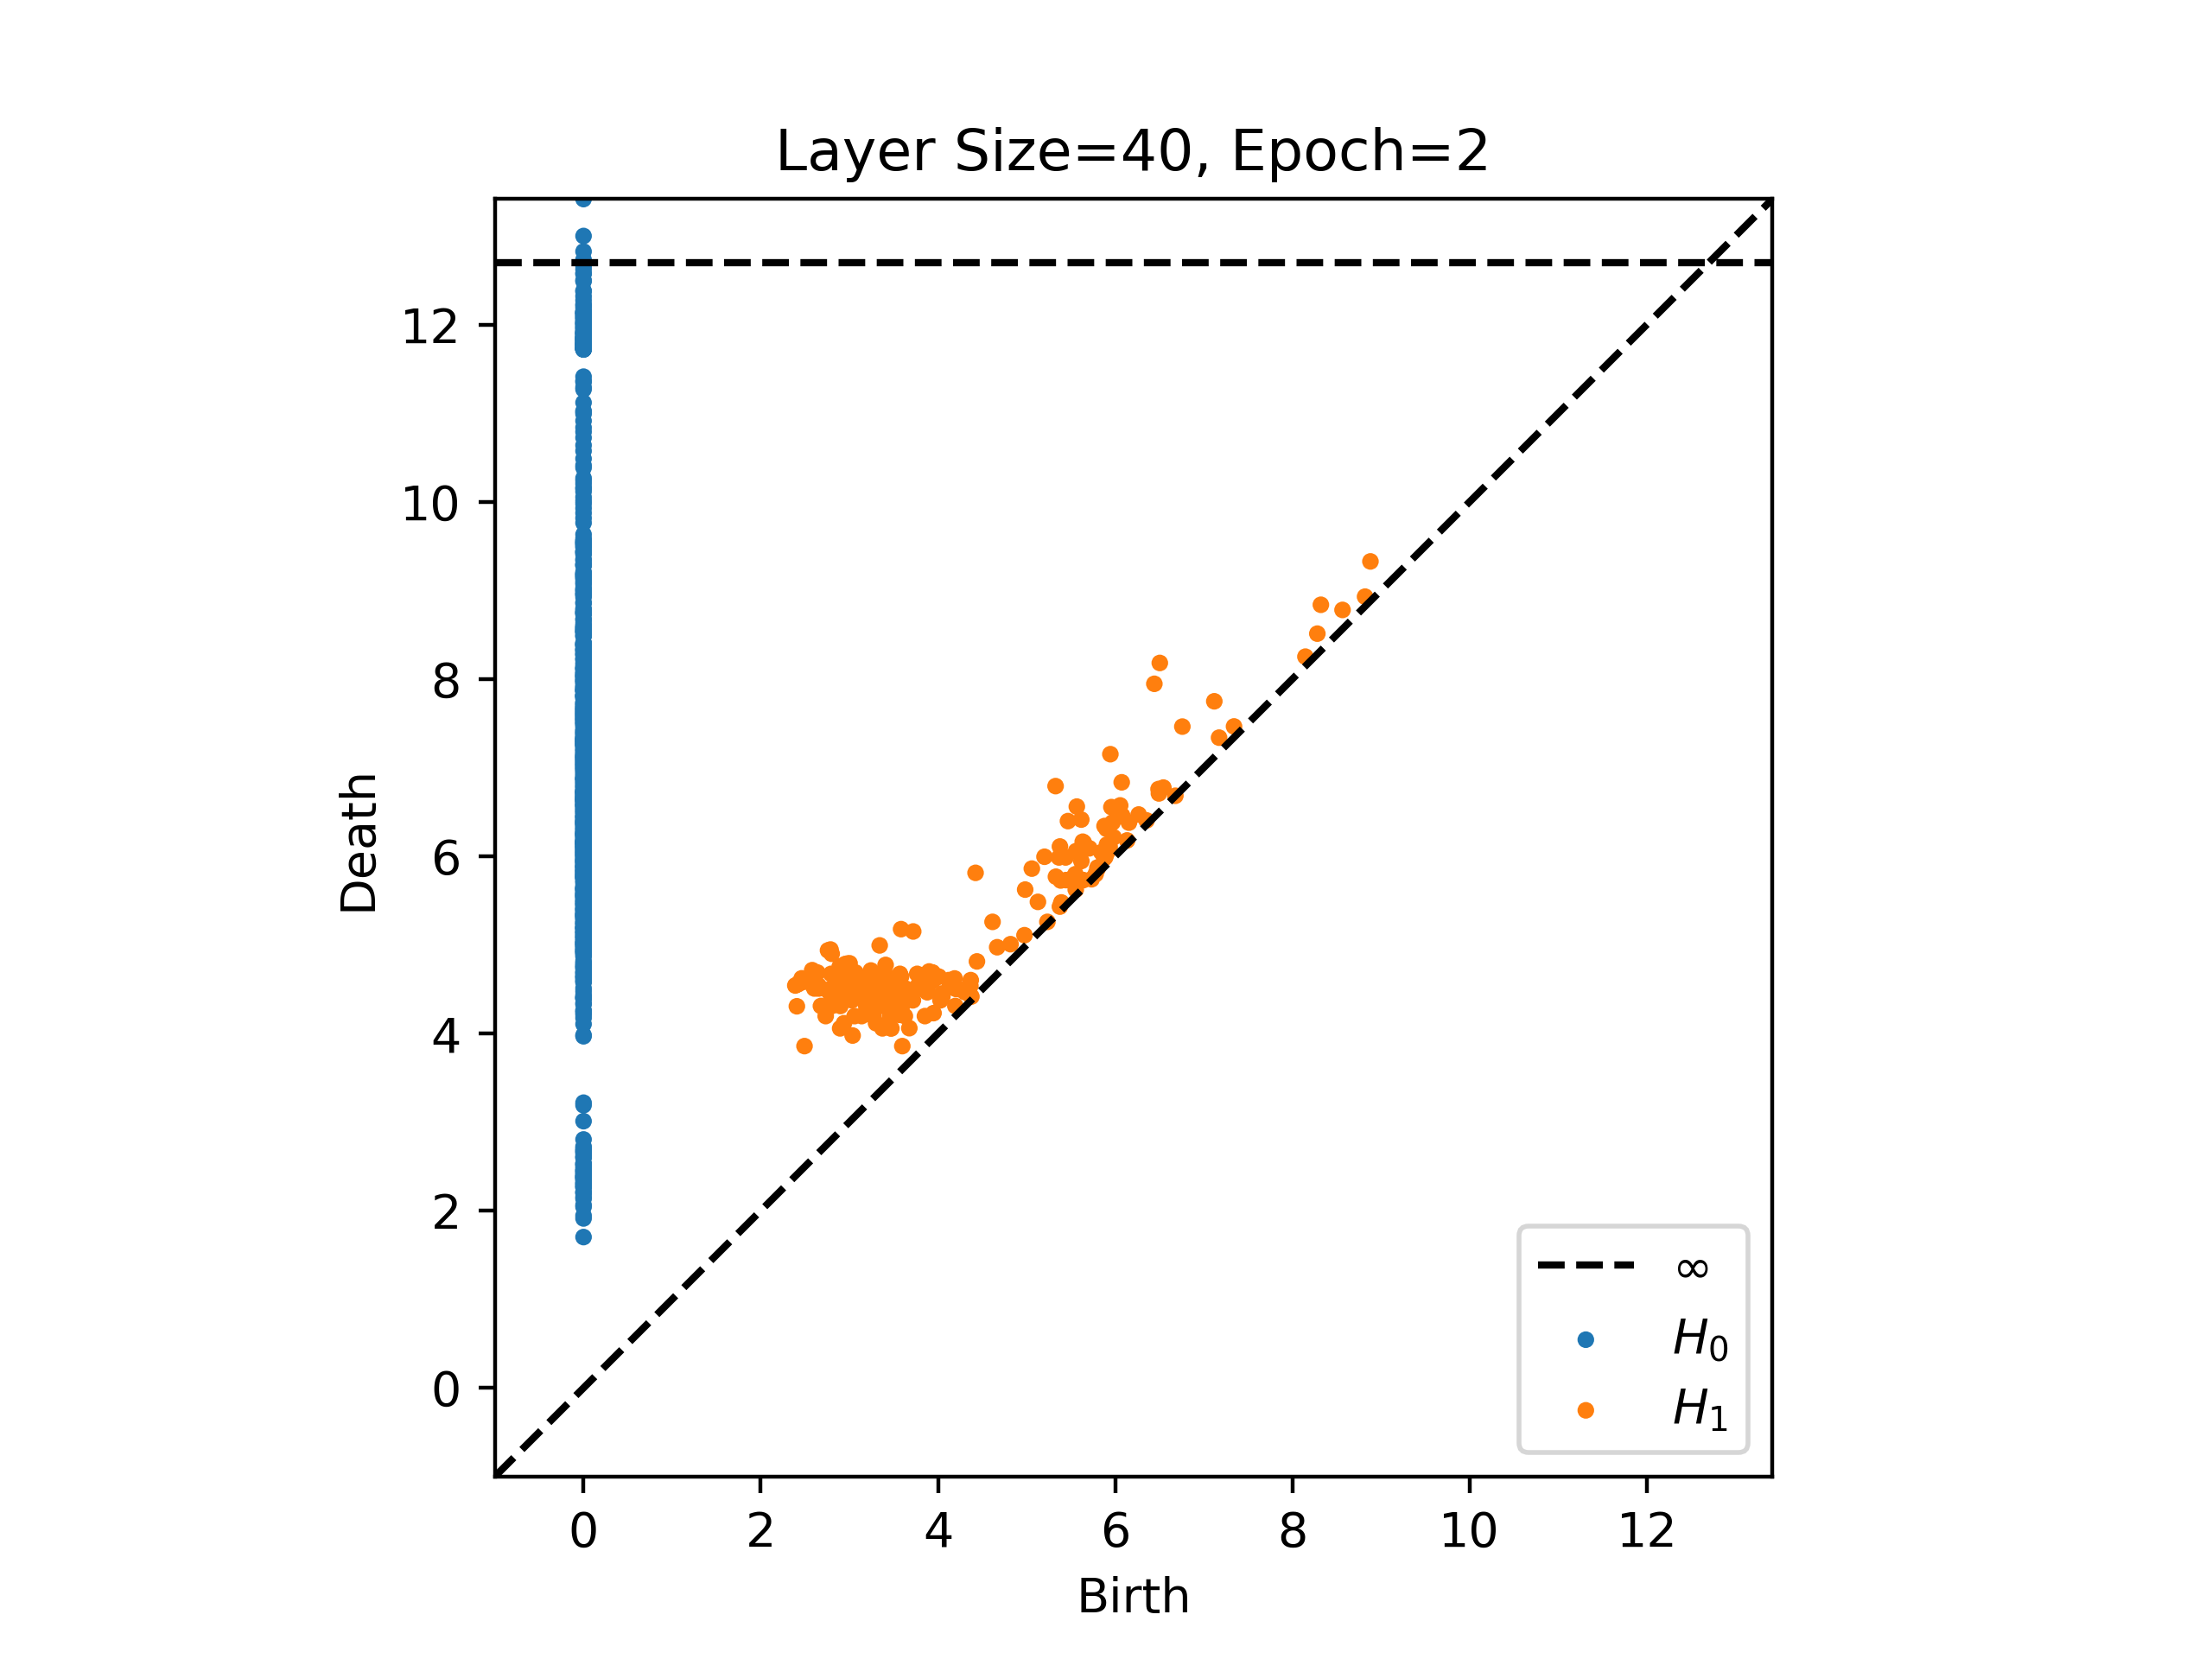 Layer Size=40, Epoch=2
Death
12
10
8
6
4
2
0
0 2 4 6 8 10 12
Birth
∞
H₀
H₁